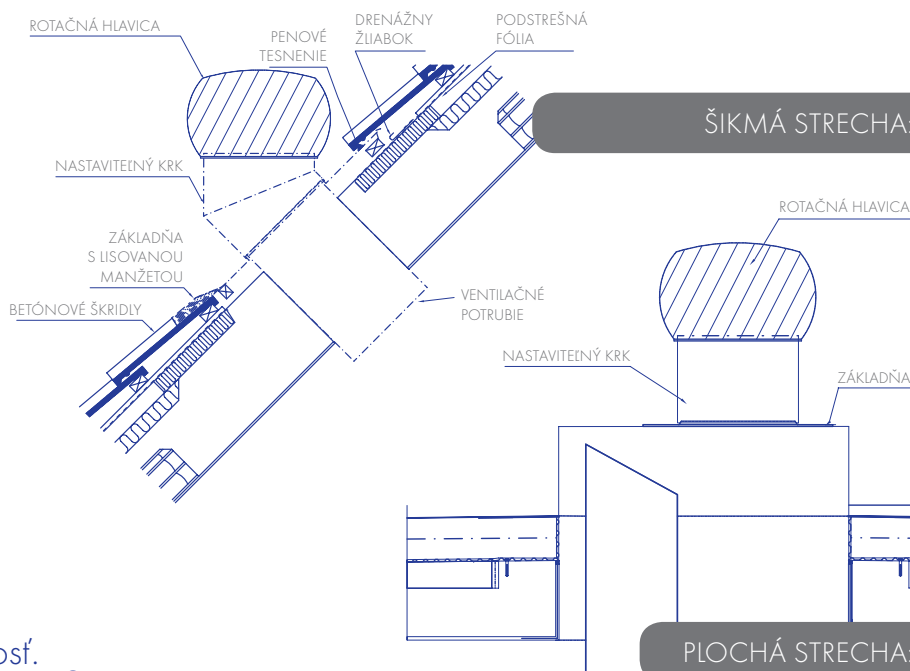 ROTAČNÁ HLAVICA
PENOVÉ
TESNENIE
DRENÁŽNY
ŽLIABOK
PODSTREŠNÁ
FÓLIA
ŠIKMÁ STRECHA:
NASTAVITEĽNÝ KRK
ZÁKLADŇA
S LISOVANOU
MANŽETOU
BETÓNOVÉ ŠKRIDLY
VENTILAČNÉ
POTRUBIE
ROTAČNÁ HLAVICA
NASTAVITEĽNÝ KRK
ZÁKLADŇA
PLOCHÁ STRECHA:
osť.